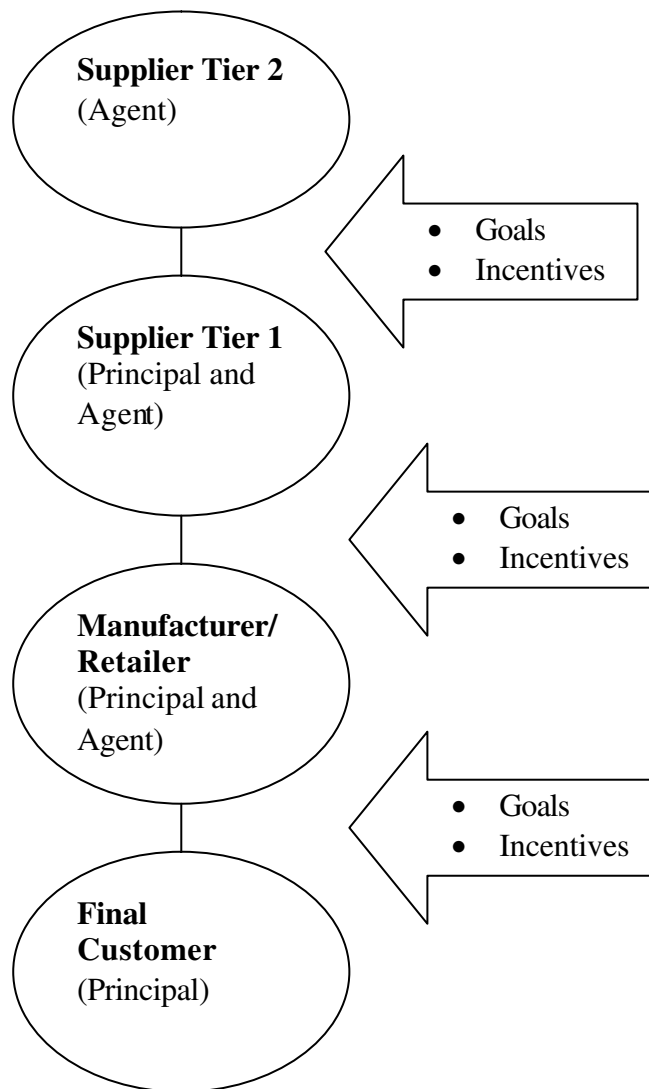 Supplier Tier 2
(Agent)
• Goals
• Incentives
Supplier Tier 1
(Principal and
Agent)
• Goals
• Incentives
Manufacturer/
Retailer
(Principal and
Agent)
• Goals
• Incentives
Final
Customer
(Principal)